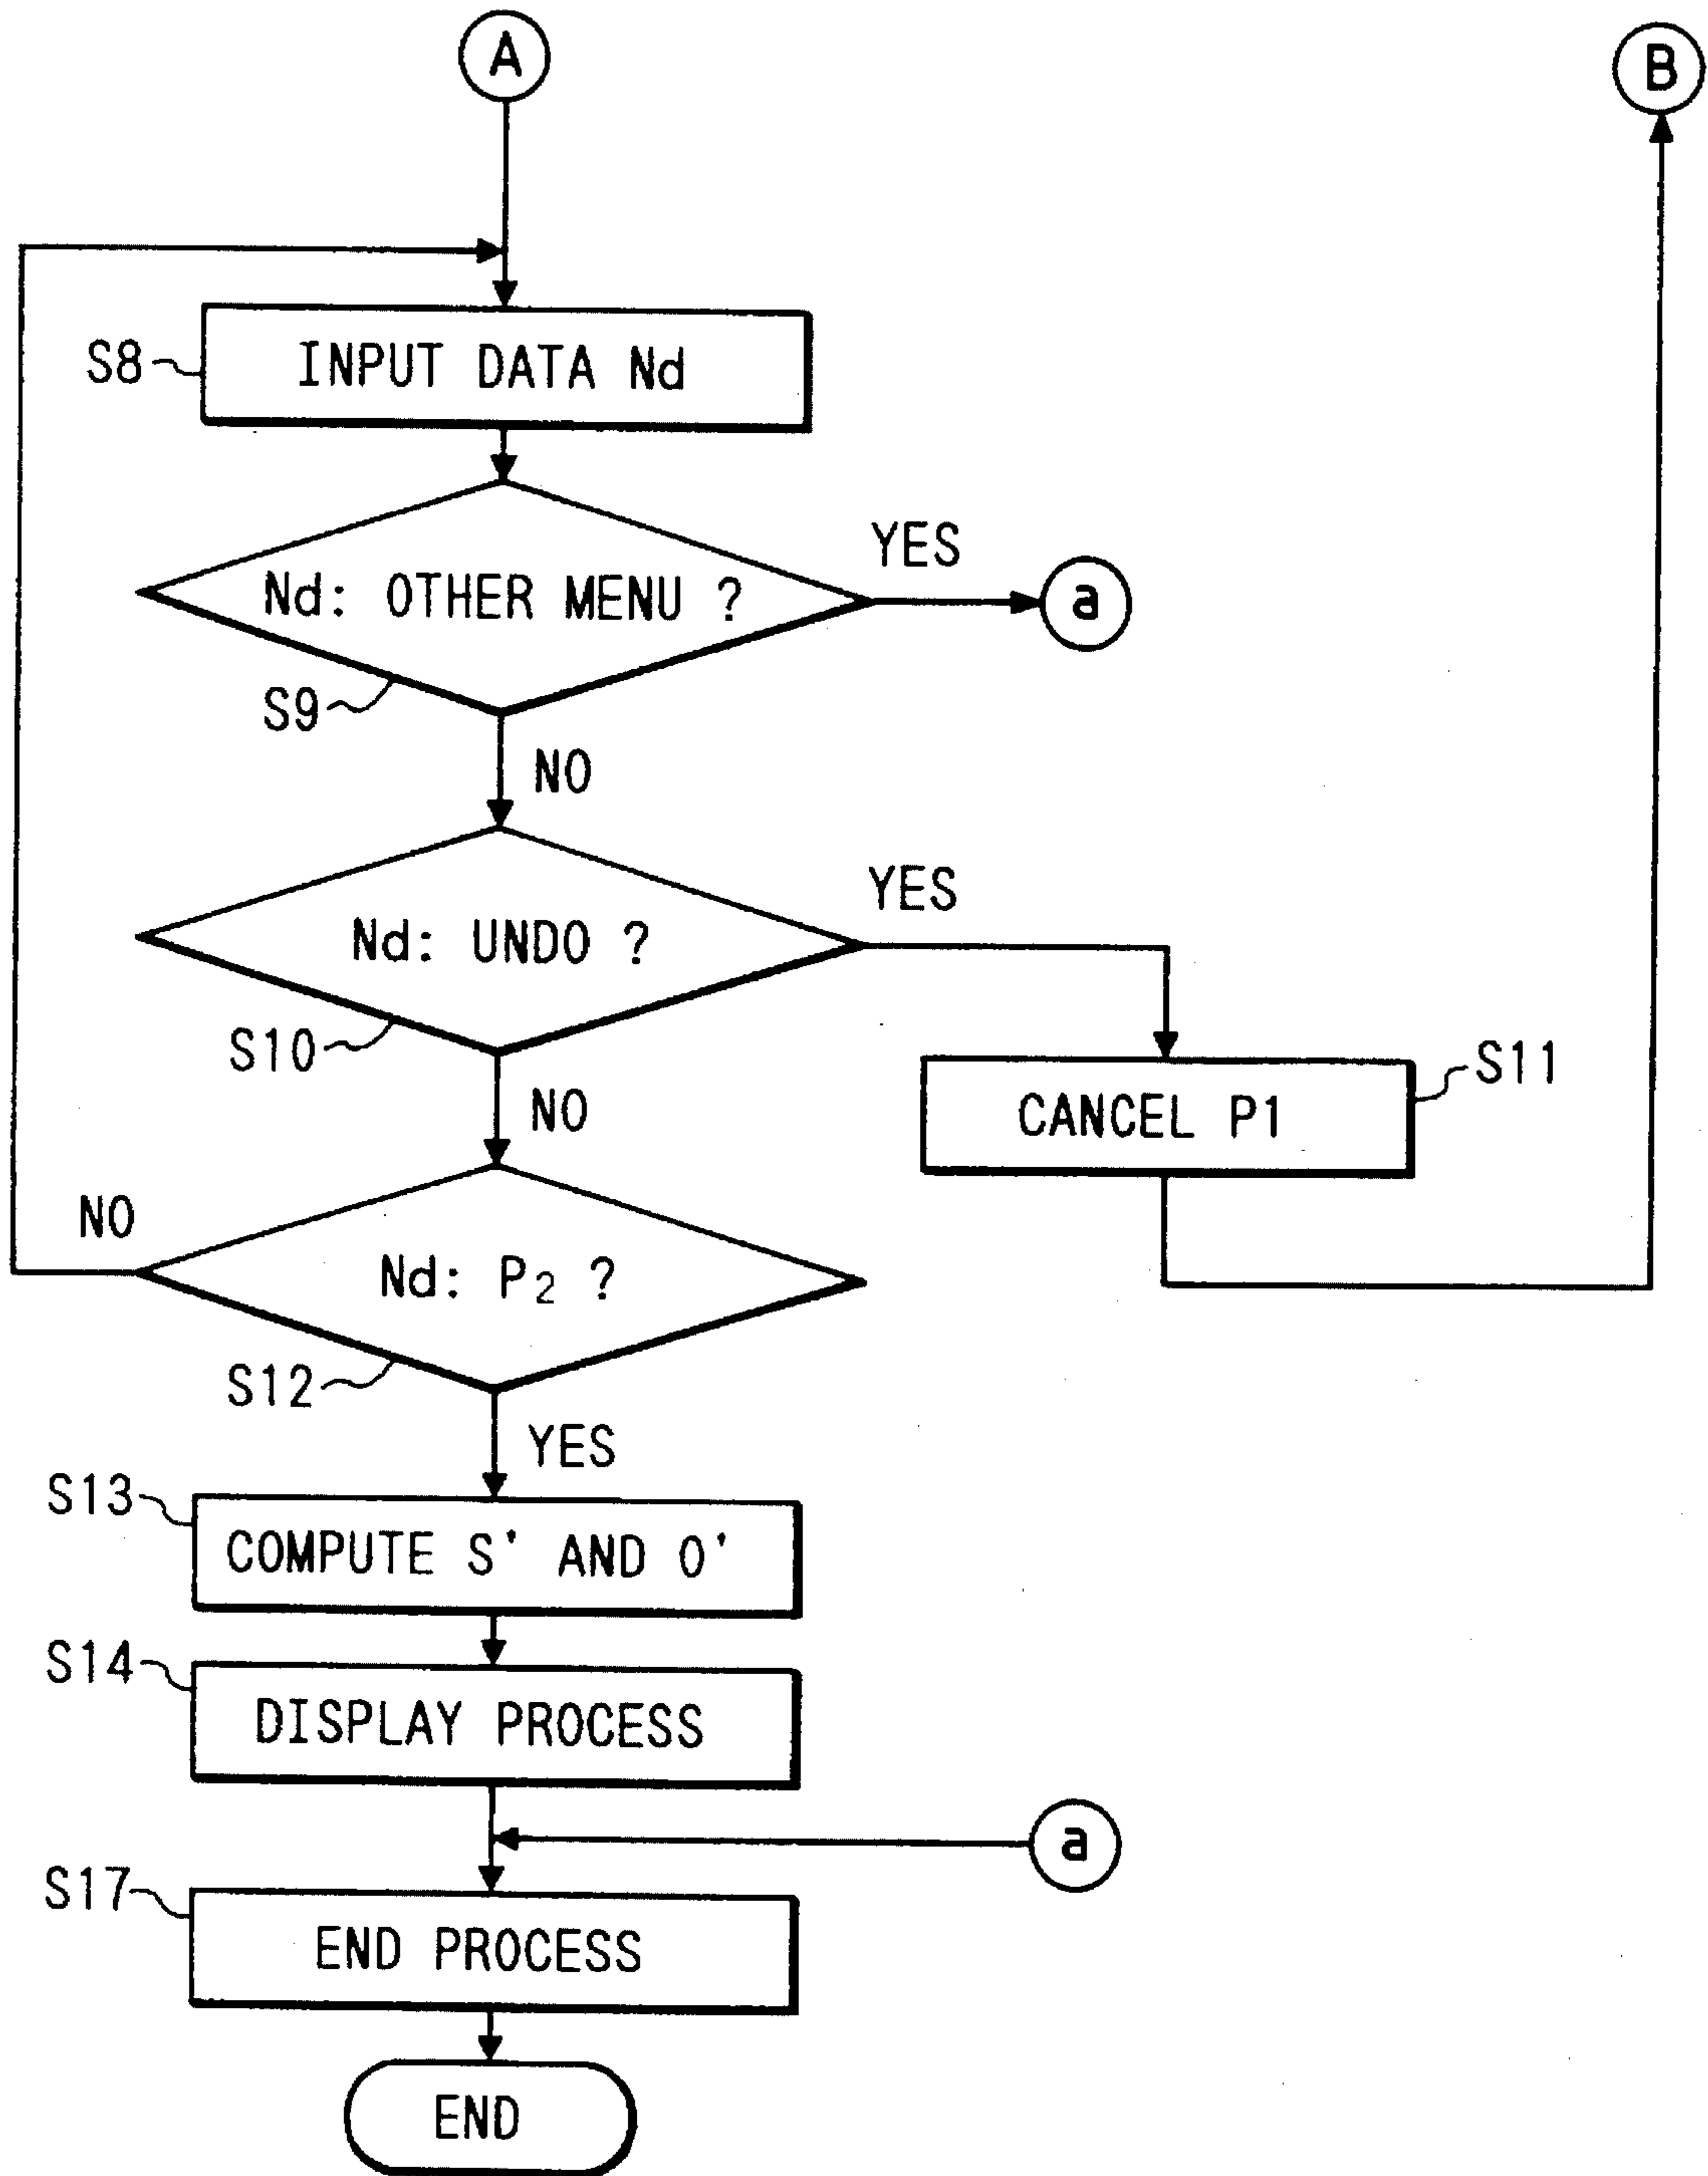 A
B
S8
INPUT DATA Nd
YES
Nd: OTHER MENU ?
a
S9
NO
YES
Nd: UNDO ?
S10
S11
CANCEL P1
NO
NO
Nd: P₂ ?
S12
YES
S13
COMPUTE S' AND O'
S14
DISPLAY PROCESS
a
S17
END PROCESS
END